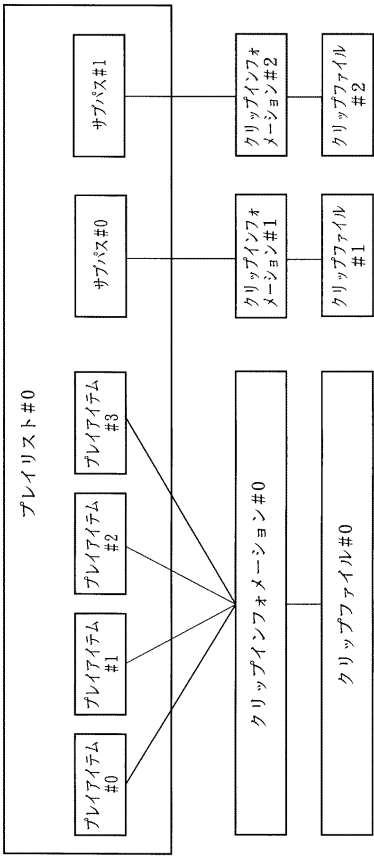 プレイリスト#0
プレイアイテム
#0
プレイアイテム
#1
プレイアイテム
#2
プレイアイテム
#3
サブパス#0
サブパス#1
クリップインフォメーション#0
クリップインフォ
メーション#1
クリップインフォ
メーション#2
クリップファイル#0
クリップファイル
#1
クリップファイル
#2